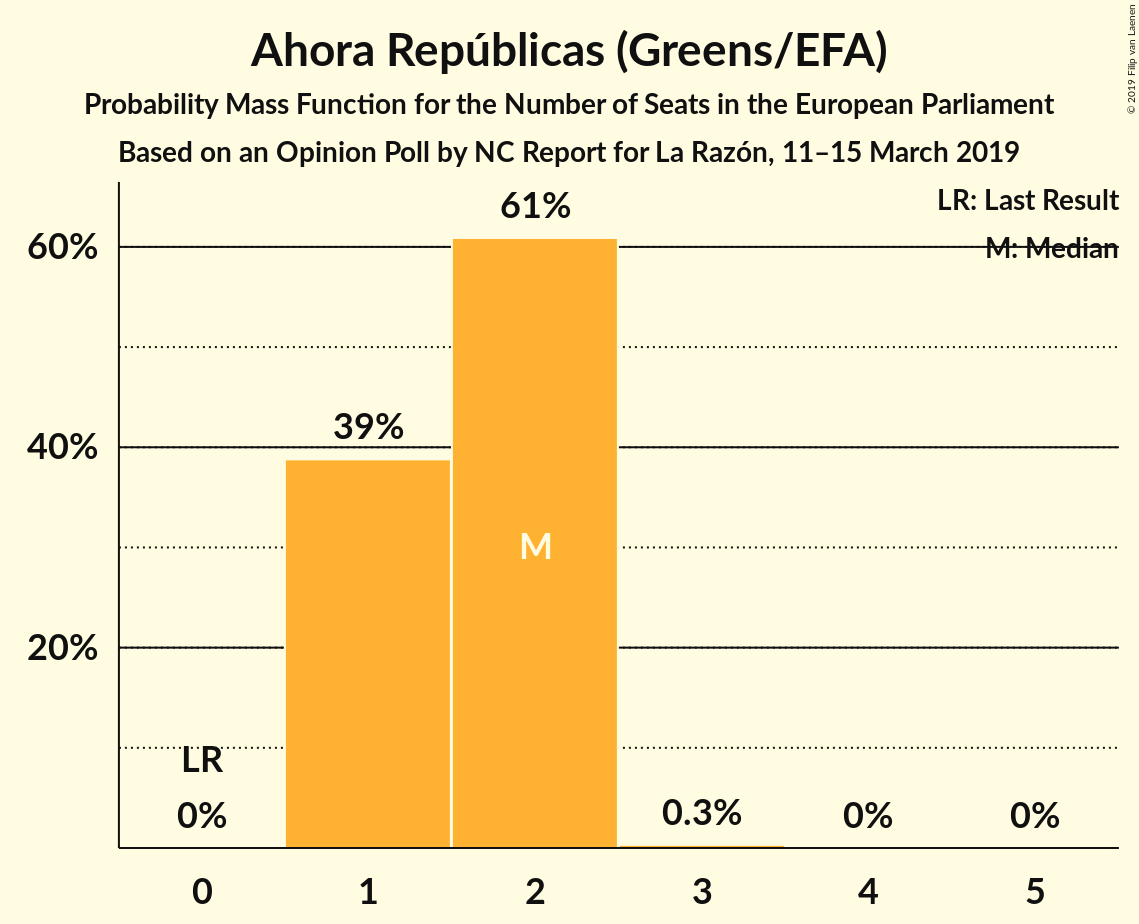 Ahora Repúblicas (Greens/EFA)
Probability Mass Function for the Number of Seats in the European Parliament
Based on an Opinion Poll by NC Report for La Razón, 11–15 March 2019
© 2019 Filip van Laenen
LR: Last Result
M: Median
61%
60%
39%
40%
M
20%
LR
0%
0.3%
0%
0%
0
1
2
3
4
5